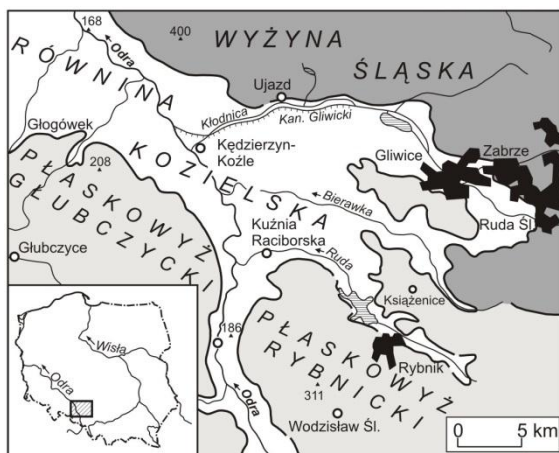 168
400
Odra
WYŻYNA
ŚLĄSKA
RÓWNINA
KOZIELSKA
Ujazd
Kłodnica
Kan. Gliwicki
Głogówek
Kędzierzyn-
Koźle
Gliwice
Zabrze
208
PŁASKOWYŻ
GŁUBCZYCKI
Bierawka
Ruda Śl.
Kuźnia
Raciborska
Ruda
Głubczyce
Książenice
186
PŁASKOWYŻ
RYBNICKI
Rybnik
Wisła
Odra
Odra
311
Wodzisław Śl.
0
5 km